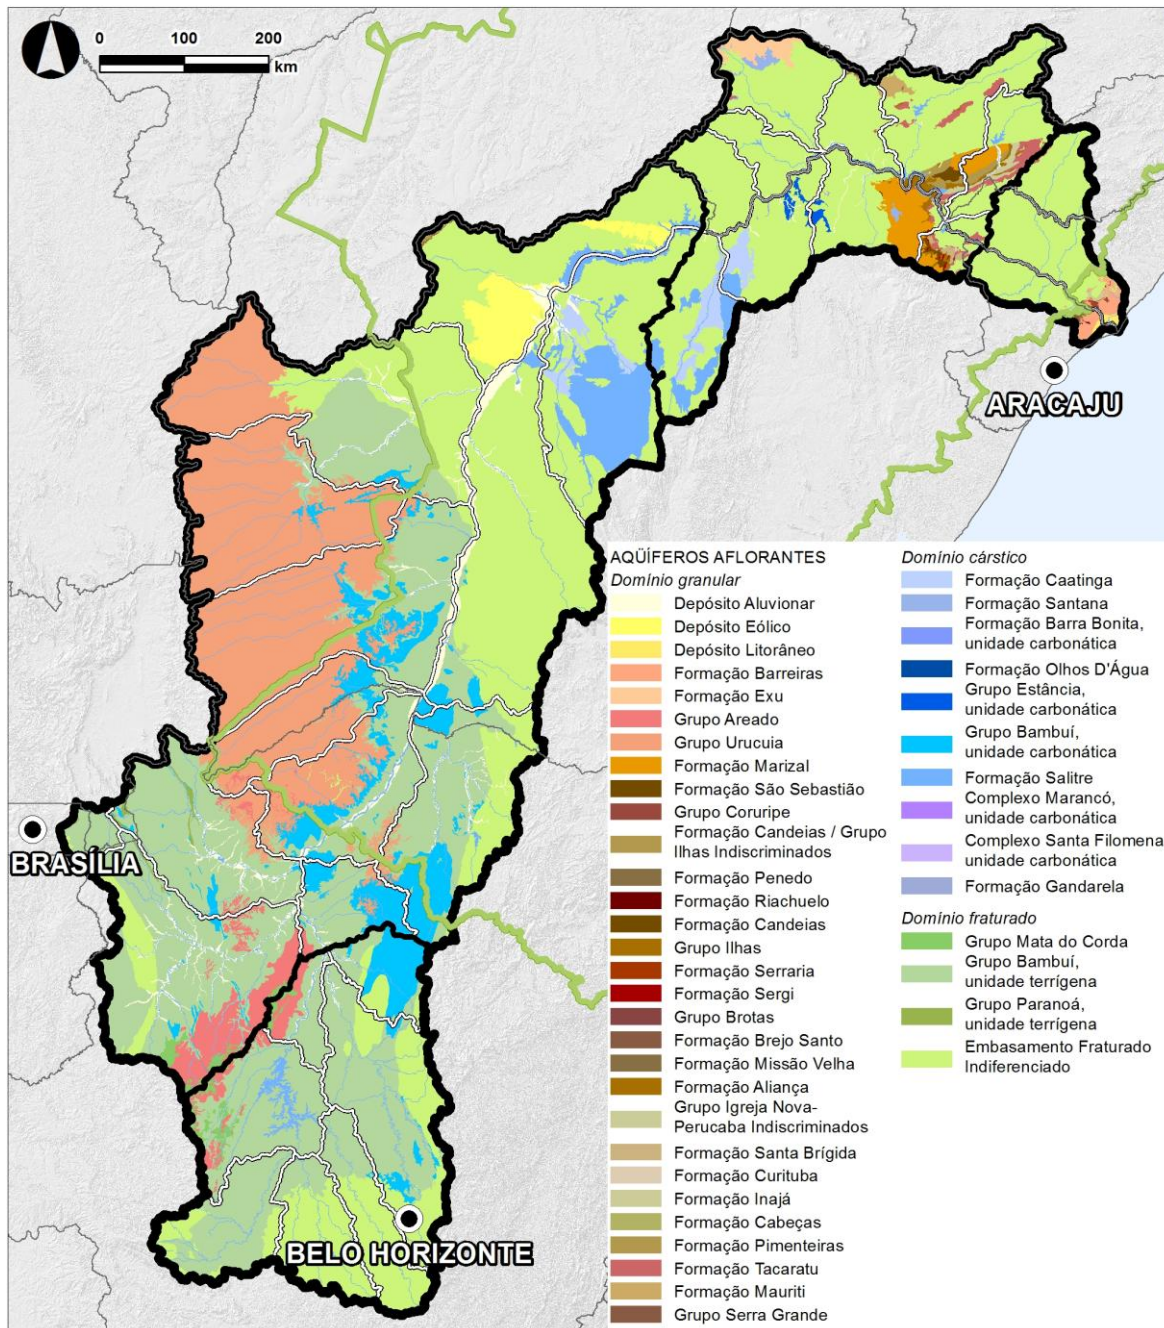 0 100 200
km
ARACAJU
BRASÍLIA
BELO HORIZONTE
AQÜÍFEROS AFLORANTES
Domínio granular
Depósito Aluvionar
Depósito Eólico
Depósito Litorâneo
Formação Barreiras
Formação Exu
Grupo Areado
Grupo Urucuia
Formação Marizal
Formação São Sebastião
Grupo Coruripe
Formação Candeias / Grupo
Ilhas Indiscriminados
Formação Penedo
Formação Riachuelo
Formação Candeias
Grupo Ilhas
Formação Serraria
Formação Sergi
Grupo Brotas
Formação Brejo Santo
Formação Missão Velha
Formação Aliança
Grupo Igreja Nova-
Perucaba Indiscriminados
Formação Santa Brígida
Formação Curituba
Formação Inajá
Formação Cabeças
Formação Pimenteiras
Formação Tacaratu
Formação Mauriti
Grupo Serra Grande
Domínio cárstico
Formação Caatinga
Formação Santana
Formação Barra Bonita,
unidade carbonática
Formação Olhos D'Água
Grupo Estância,
unidade carbonática
Grupo Bambuí,
unidade carbonática
Formação Salitre
Complexo Marancó,
unidade carbonática
Complexo Santa Filomena
unidade carbonática
Formação Gandarela
Domínio fraturado
Grupo Mata do Corda
Grupo Bambuí,
unidade terrígena
Grupo Paranoá,
unidade terrígena
Embasamento Fraturado
Indiferenciado